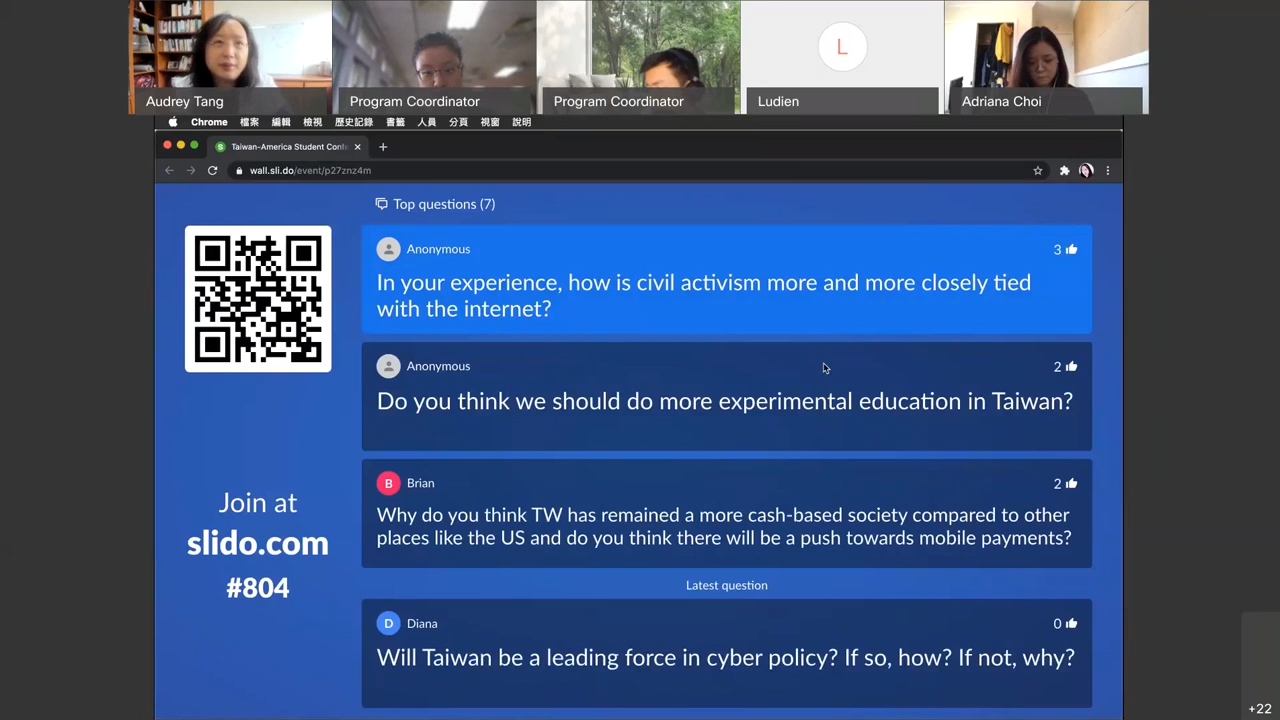 Audrey Tang
Program Coordinator
Program Coordinator
L
Ludien
Adriana Choi
Chrome 檔案 編輯 檢視 歷史記錄 書籤 人員 分頁 視窗 說明
S Taiwan-America Student Conf
wall.sli.do/event/p27znz4m
Top questions (7)
Anonymous
3
In your experience, how is civil activism more and more closely tied
with the internet?
Anonymous
2
Do you think we should do more experimental education in Taiwan?
B
Brian
2
Why do you think TW has remained a more cash-based society compared to other
places like the US and do you think there will be a push towards mobile payments?
Latest question
D
Diana
0
Will Taiwan be a leading force in cyber policy? If so, how? If not, why?
Join at
slido.com
#804
+22